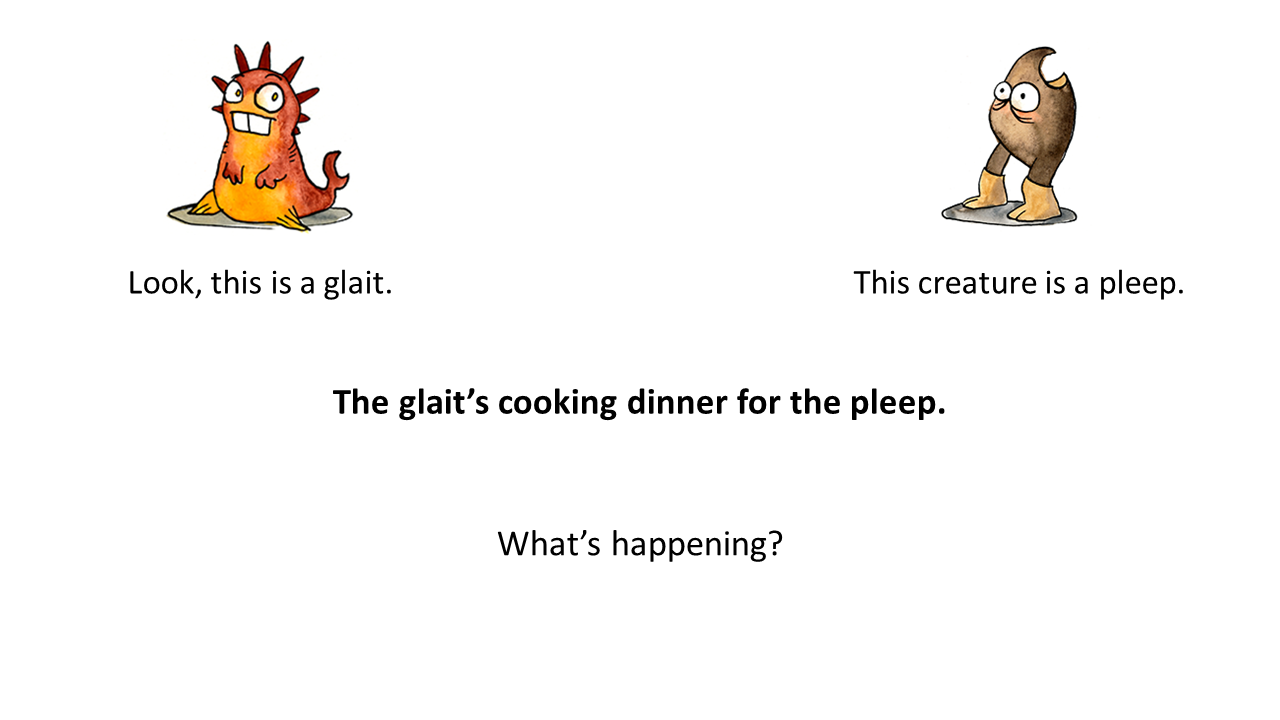 Look, this is a glait.
This creature is a pleep.
The glait’s cooking dinner for the pleep.
What’s happening?